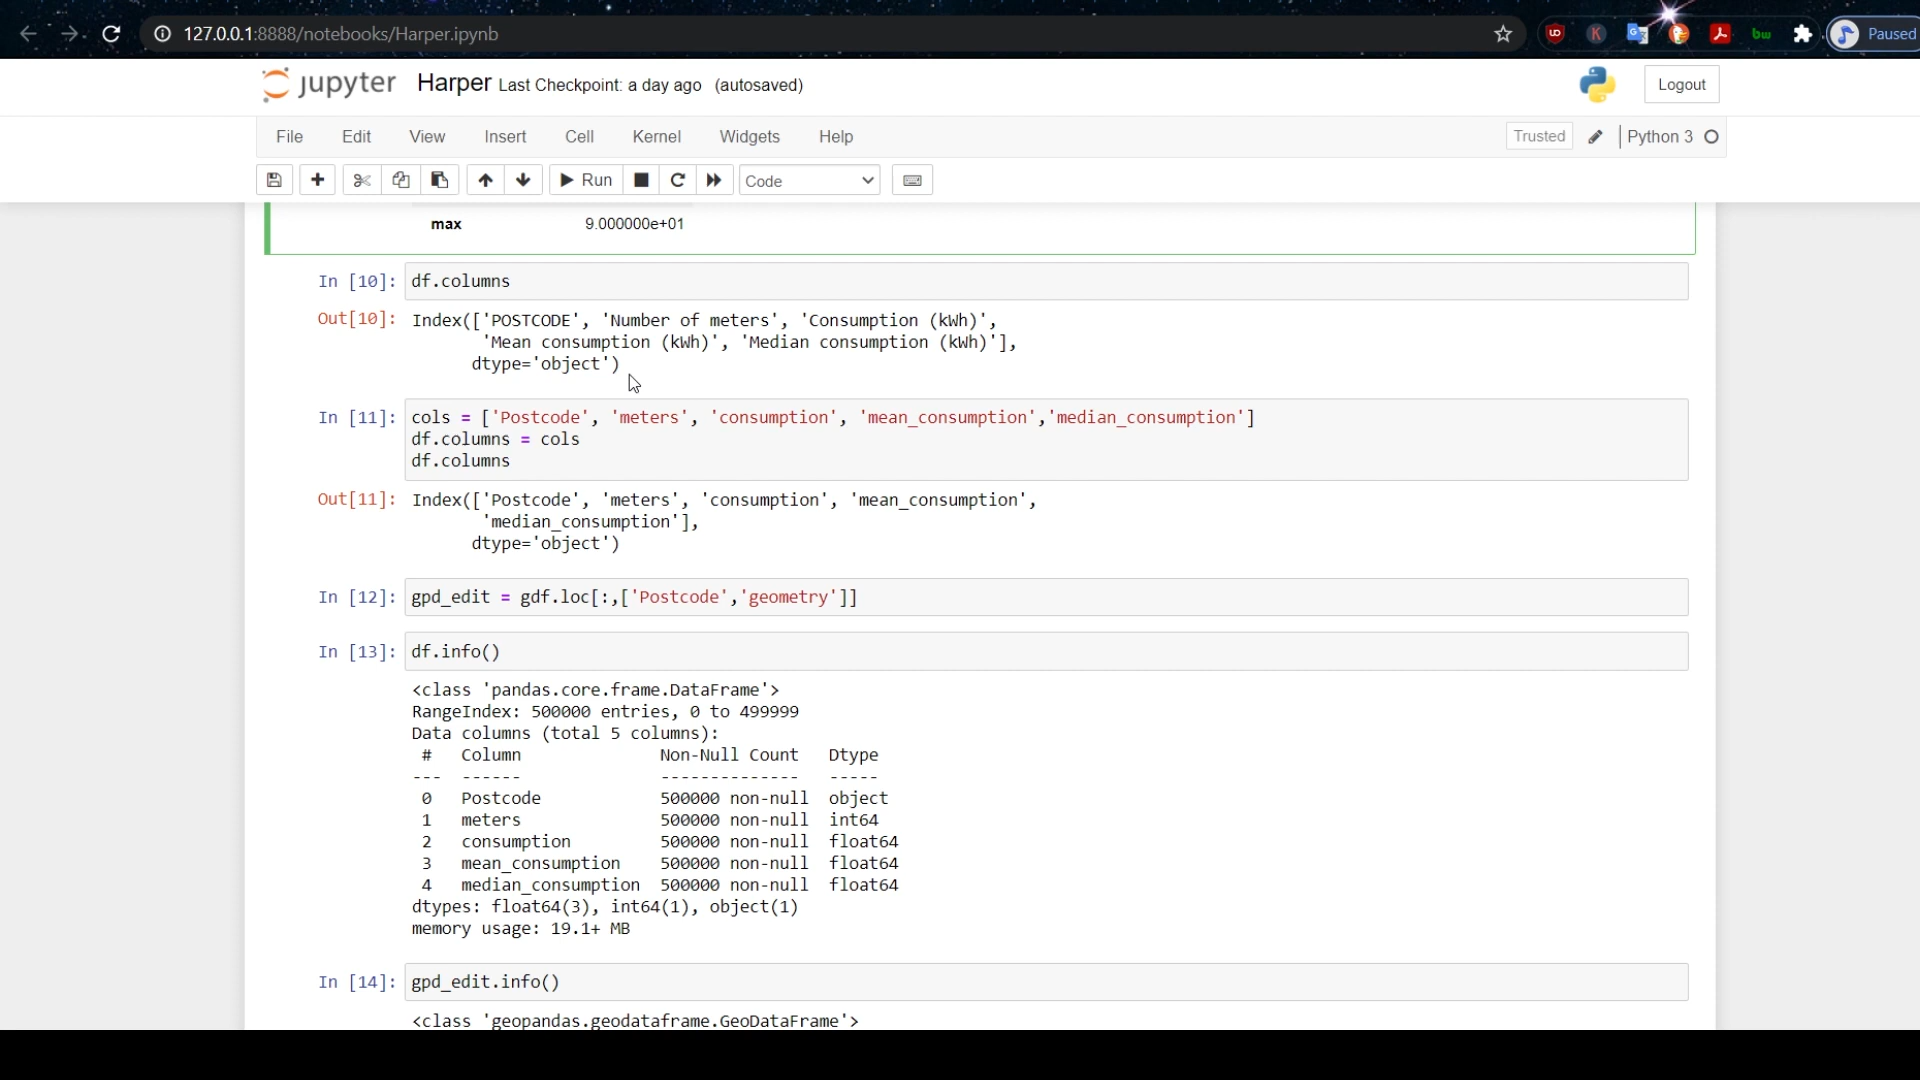 127.0.0.1:8888/notebooks/Harper.ipynb
Paused
jupyter Harper Last Checkpoint: a day ago (autosaved)
Logout
File Edit View Insert Cell Kernel Widgets Help
Trusted Python 3
Run Code
max 9.000000e+01
In [10]: df.columns
Out[10]: Index(['POSTCODE', 'Number of meters', 'Consumption (kWh)',
'Mean consumption (kWh)', 'Median consumption (kWh)'],
dtype='object')
In [11]: cols = ['Postcode', 'meters', 'consumption', 'mean_consumption','median_consumption']
df.columns = cols
df.columns
Out[11]: Index(['Postcode', 'meters', 'consumption', 'mean_consumption',
'median_consumption'],
dtype='object')
In [12]: gpd_edit = gdf.loc[:,['Postcode','geometry']]
In [13]: df.info()
<class 'pandas.core.frame.DataFrame'>
RangeIndex: 500000 entries, 0 to 499999
Data columns (total 5 columns):
# Column Non-Null Count Dtype
--- ------ -------------- -----
0 Postcode 500000 non-null object
1 meters 500000 non-null int64
2 consumption 500000 non-null float64
3 mean_consumption 500000 non-null float64
4 median_consumption 500000 non-null float64
dtypes: float64(3), int64(1), object(1)
memory usage: 19.1+ MB
In [14]: gpd_edit.info()
<class 'geopandas.geodataframe.GeoDataFrame'>